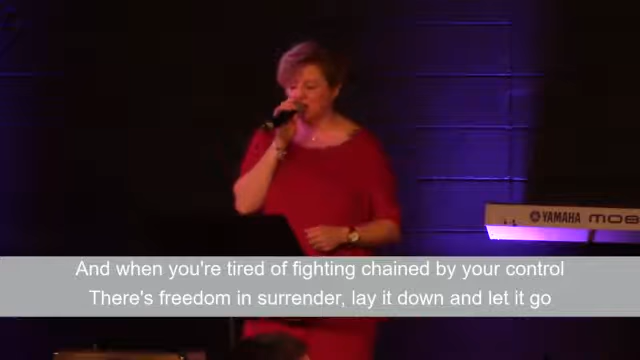 YAMAHA
And when you're tired of fighting chained by your control
There's freedom in surrender, lay it down and let it go